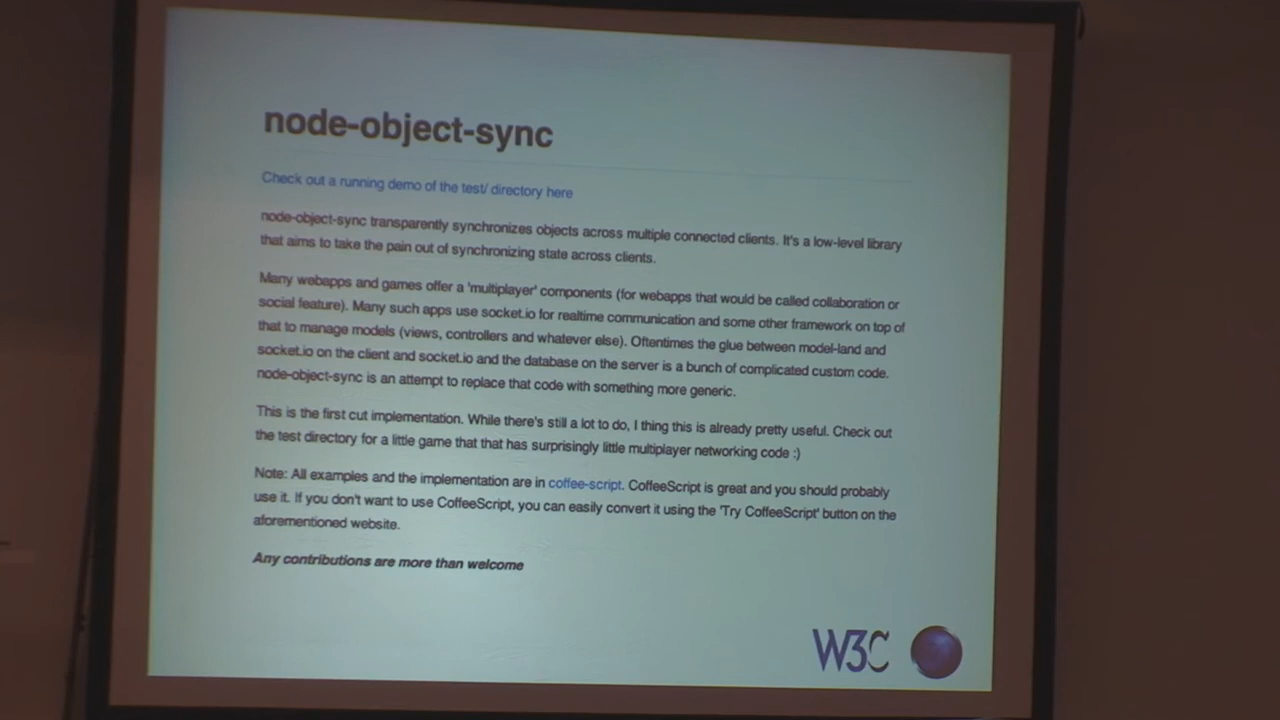 node-object-sync
Check out a running demo of the test/ directory here
node-object-sync transparently synchronizes objects across multiple connected clients. It's a low-level library
that aims to take the pain out of synchronizing state across clients.
Many webapps and games offer a 'multiplayer' components (for webapps that would be called collaboration or
social feature). Many such apps use socket.io for realtime communication and some other framework on top of
that to manage models (views, controllers and whatever else). Oftentimes the glue between model-land and
socket.io on the client and socket.io and the database on the server is a bunch of complicated custom code.
node-object-sync is an attempt to replace that code with something more generic.
This is the first cut implementation. While there's still a lot to do, I thing this is already pretty useful. Check out
the test directory for a little game that that has surprisingly little multiplayer networking code :)
Note: All examples and the implementation are in coffee-script. CoffeeScript is great and you should probably
use it. If you don't want to use CoffeeScript, you can easily convert it using the 'Try CoffeeScript' button on the
aforementioned website.
Any contributions are more than welcome
W3C